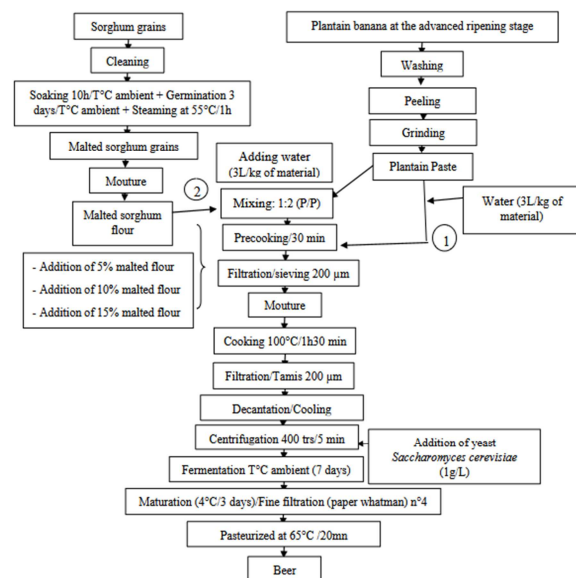 Sorghum grains
Cleaning
Soaking 10h/T°C ambient + Germination 3
days/T°C ambient + Steaming at 55°C/1h
Malted sorghum grains
Mouture
Malted sorghum
flour
- Addition of 5% malted flour
- Addition of 10% malted flour
- Addition of 15% malted flour
Plantain banana at the advanced ripening stage
Washing
Peeling
Grinding
Plantain Paste
Adding water
(3L/kg of material)
2
Mixing: 1:2 (P/P)
Water (3L/kg of
material)
1
Precooking/30 min
Filtration/sieving 200 µm
Mouture
Cooking 100°C/1h30 min
Filtration/Tamis 200 µm
Decantation/Cooling
Centrifugation 400 trs/5 min
Addition of yeast
Saccharomyces cerevisiae
(1g/L)
Fermentation T°C ambient (7 days)
Maturation (4°C/3 days)/Fine filtration (paper whatman) n°4
Pasteurized at 65°C /20mn
Beer